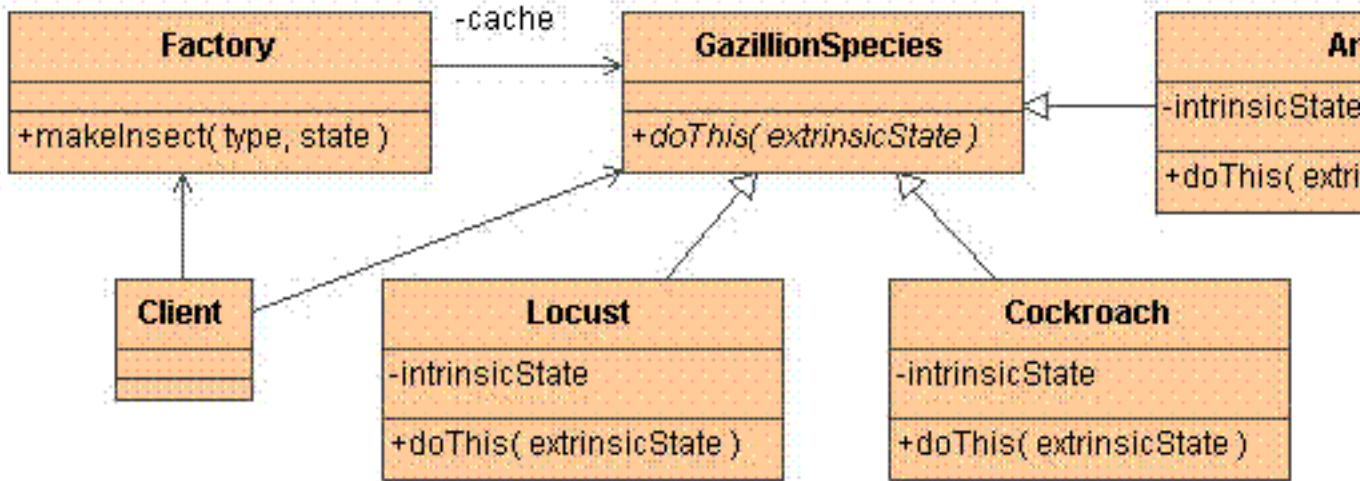 -cache
Factory
+makeInsect( type, state )
GazillionSpecies
+doThis( extrinsicState )
-intrinsicState
Client
Locust
-intrinsicState
+doThis( extrinsicState )
Cockroach
-intrinsicState
+doThis( extrinsicState )